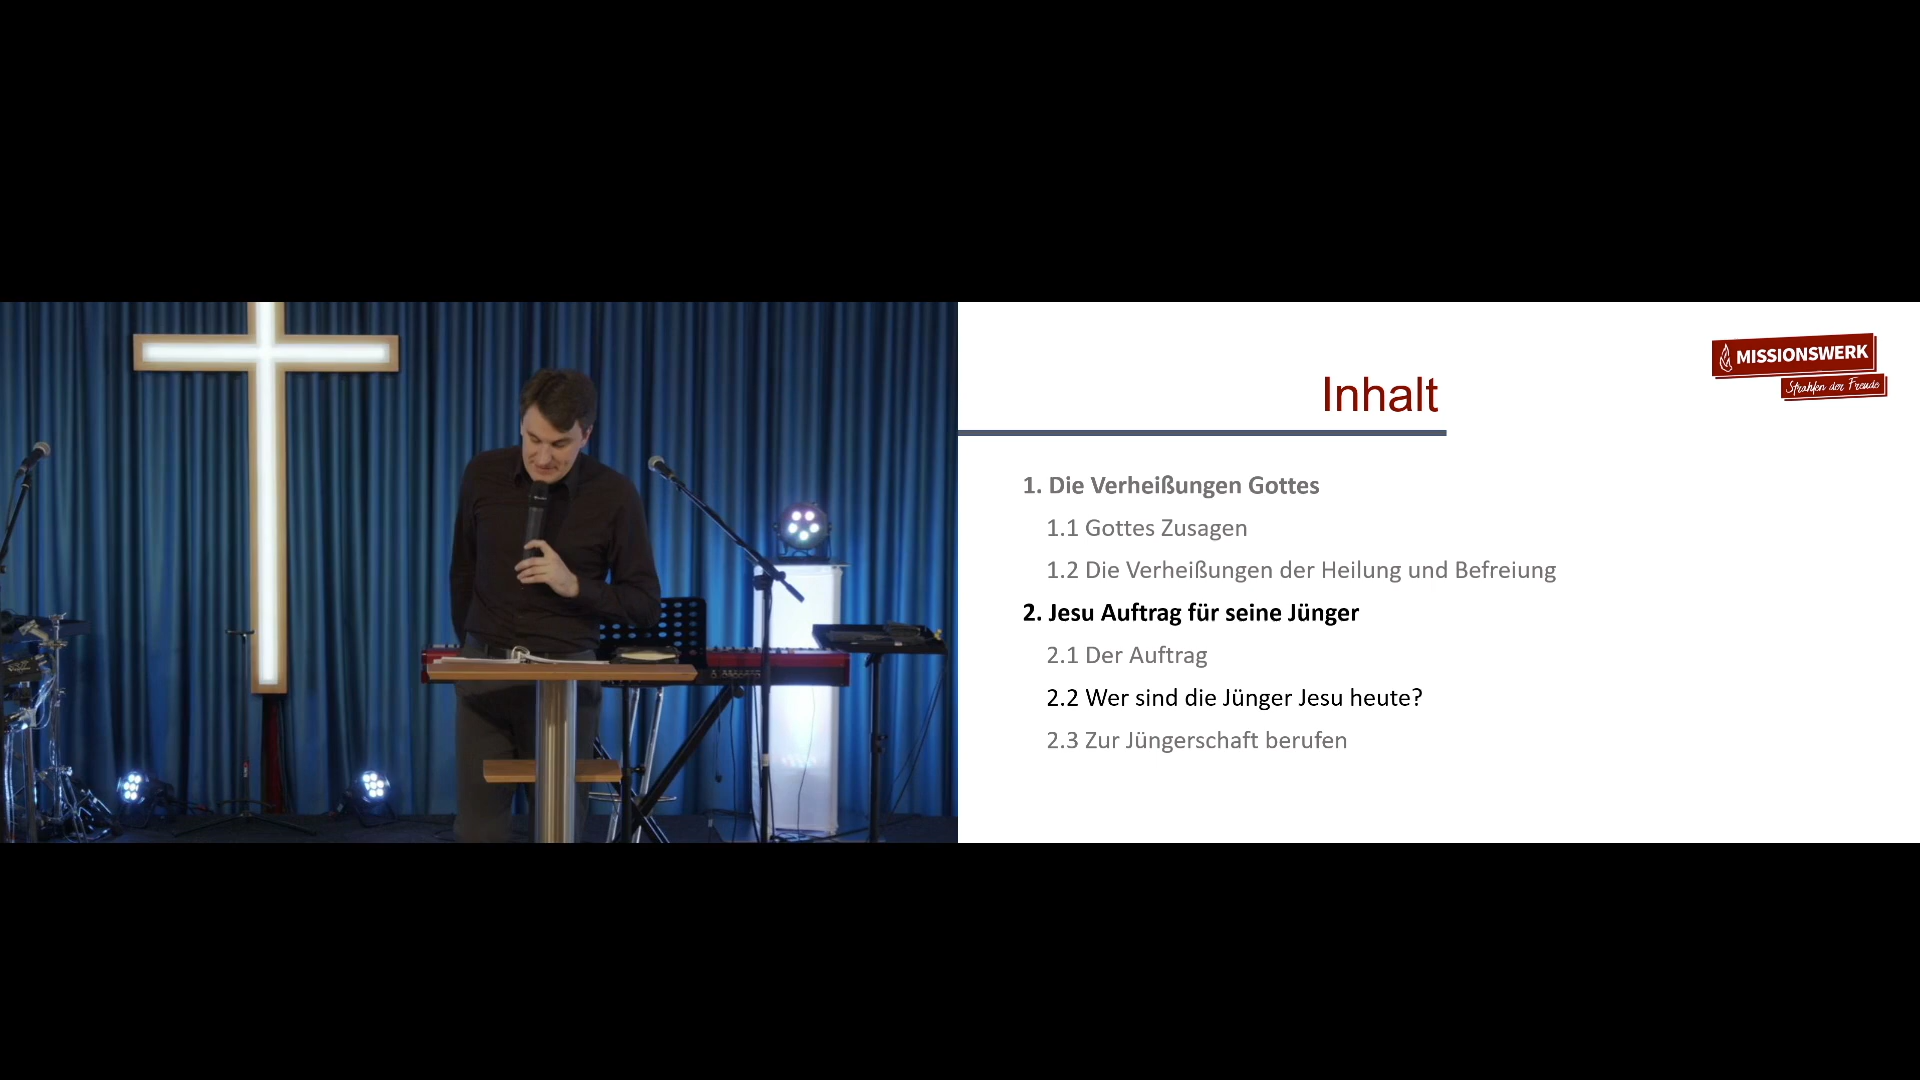 MISSIONSWERK
Strahlen der Freude
Inhalt
1. Die Verheißungen Gottes
1.1 Gottes Zusagen
1.2 Die Verheißungen der Heilung und Befreiung
2. Jesu Auftrag für seine Jünger
2.1 Der Auftrag
2.2 Wer sind die Jünger Jesu heute?
2.3 Zur Jüngerschaft berufen